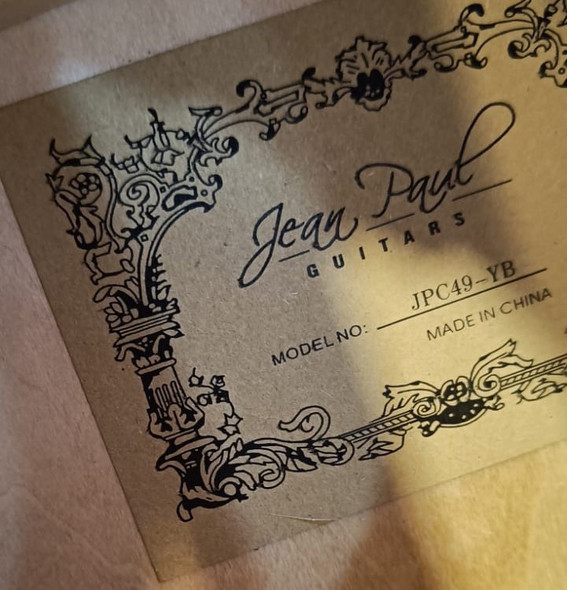 Jean Paul
GUITARS
MODEL NO: JPC49-YB
MADE IN CHINA